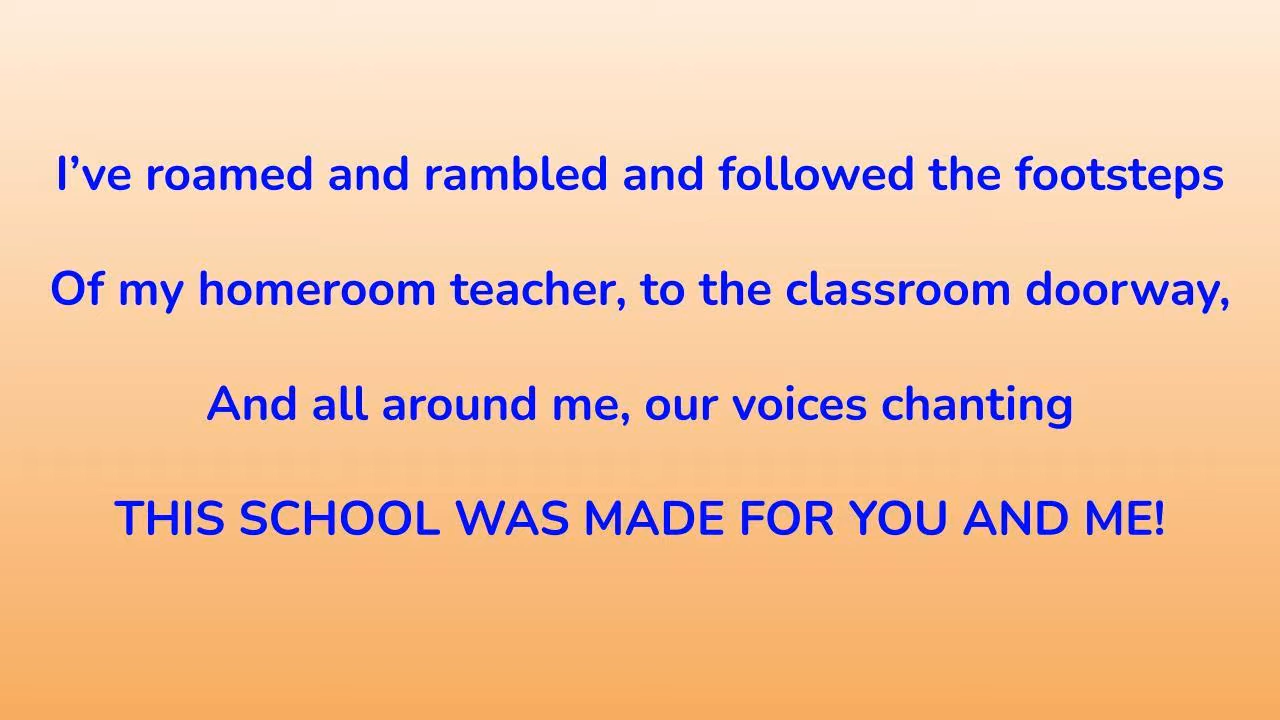 I’ve roamed and rambled and followed the footsteps
Of my homeroom teacher, to the classroom doorway,
And all around me, our voices chanting
THIS SCHOOL WAS MADE FOR YOU AND ME!